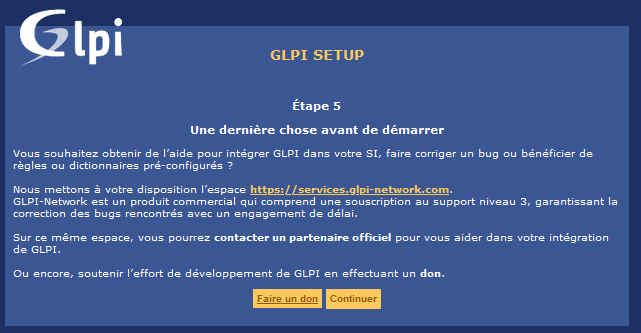 Glpi
GLPI SETUP
Étape 5
Une dernière chose avant de démarrer
Vous souhaitez obtenir de l'aide pour intégrer GLPI dans votre SI, faire corriger un bug ou bénéficier de
règles ou dictionnaires pré-configurés ?
Nous mettons à votre disposition l'espace https://services.glpi-network.com.
GLPI-Network est un produit commercial qui comprend une souscription au support niveau 3, garantissant la
correction des bugs rencontrés avec un engagement de délai.
Sur ce même espace, vous pourrez contacter un partenaire officiel pour vous aider dans votre intégration
de GLPI.
Ou encore, soutenir l'effort de développement de GLPI en effectuant un don.
Faire un don Continuer